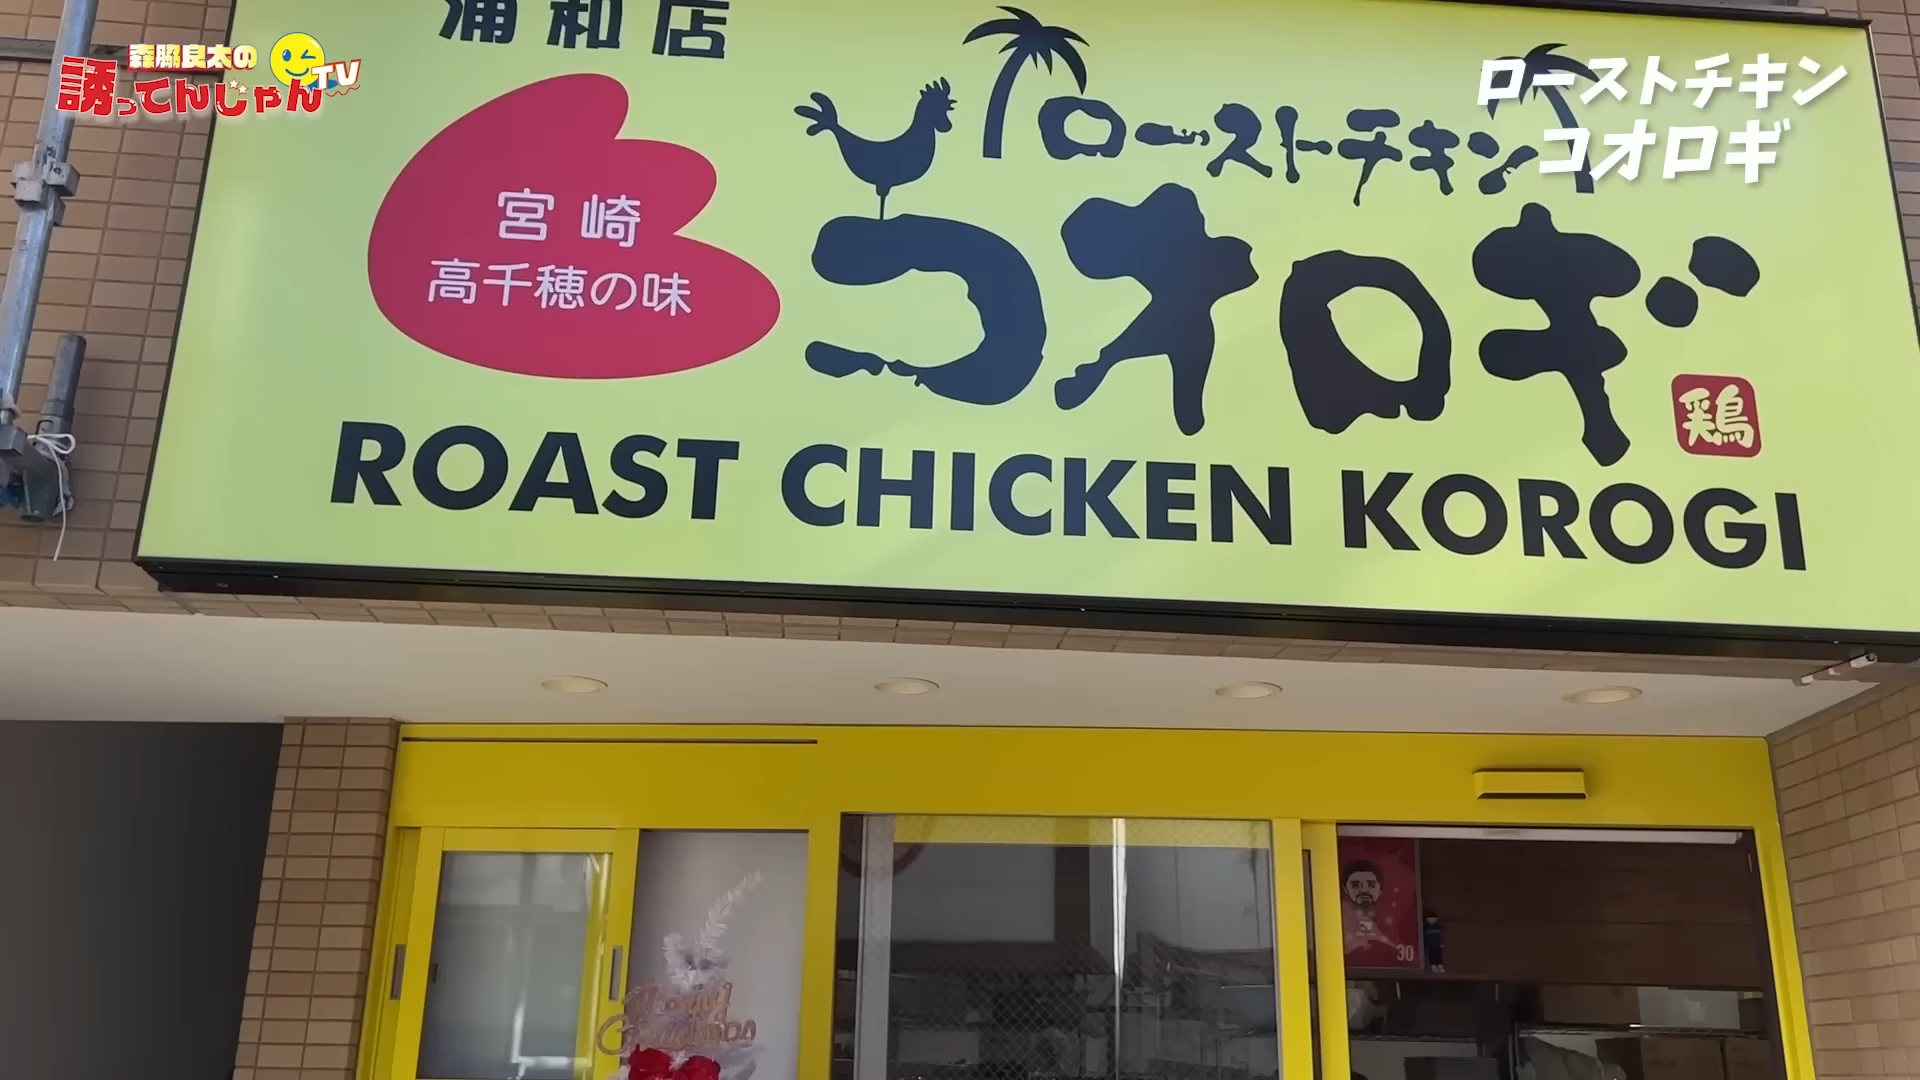 森脇良太の
誘ってんじゃんTV
ローストチキン
コオロギ
浦和店
宮崎
高千穂の味
ローストチキン
コオロギ
鶏
ROAST CHICKEN KOROGI
30
Merry
Christmas